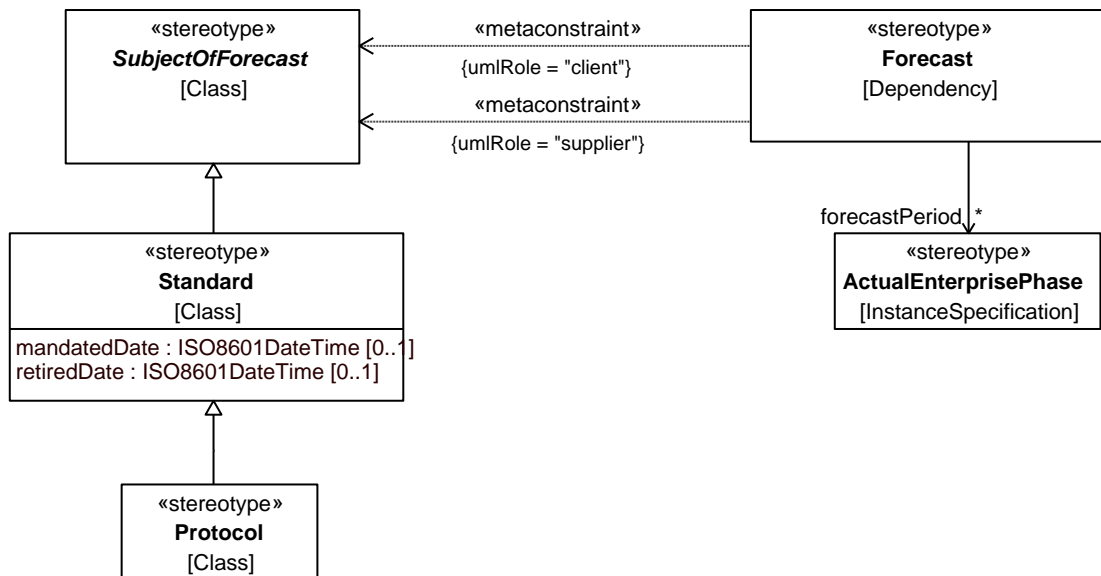 «stereotype»
SubjectOfForecast
[Class]
«metaconstraint»
{umlRole = "client"}
«metaconstraint»
{umlRole = "supplier"}
«stereotype»
Forecast
[Dependency]
forecastPeriod *
«stereotype»
Standard
[Class]
mandatedDate : ISO8601DateTime [0..1]
retiredDate : ISO8601DateTime [0..1]
«stereotype»
ActualEnterprisePhase
[InstanceSpecification]
«stereotype»
Protocol
[Class]